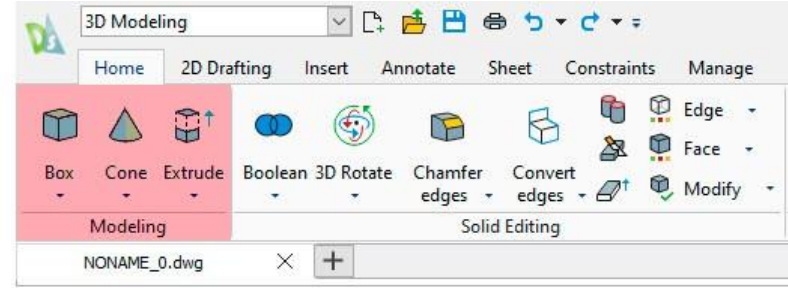 3D Modeling
Home 2D Drafting Insert Annotate Sheet Constraints Manage
Edge
Face
Box Cone Extrude Boolean 3D Rotate Chamfer edges Convert edges Modify
Modeling Solid Editing
NONAME_0.dwg